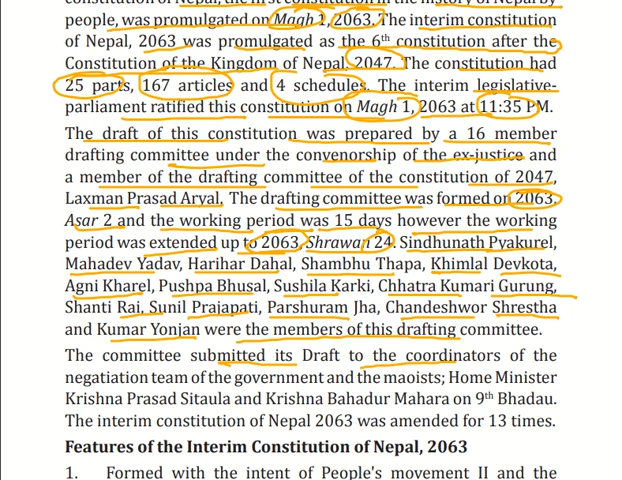 constitution of Nepal, the first constitution in the history of Nepal by
people, was promulgated on Magh 1, 2063. The interim constitution
of Nepal, 2063 was promulgated as the 6th constitution after the
Constitution of the Kingdom of Nepal, 2047. The constitution had
25 parts, 167 articles and 4 schedules. The interim legislative-
parliament ratified this constitution on Magh 1, 2063 at 11:35 PM.
The draft of this constitution was prepared by a 16 member
drafting committee under the convenorship of the ex-justice and
a member of the drafting committee of the constitution of 2047,
Laxman Prasad Aryal. The drafting committee was formed on 2063,
Asar 2 and the working period was 15 days however the working
period was extended up to 2063 Shrawan 24. Sindhunath Pyakurel,
Mahadev Yadav, Harihar Dahal, Shambhu Thapa, Khimlal Devkota,
Agni Kharel, Pushpa Bhusal, Sushila Karki, Chhatra Kumari Gurung,
Shanti Rai, Sunil Prajapati, Parshuram Jha, Chandeshwor Shrestha
and Kumar Yonjan were the members of this drafting committee.
The committee submitted its Draft to the coordinators of the
negatiation team of the government and the maoists; Home Minister
Krishna Prasad Sitaula and Krishna Bahadur Mahara on 9th Bhadau.
The interim constitution of Nepal 2063 was amended for 13 times.
Features of the Interim Constitution of Nepal, 2063
1. Formed with the intent of People's movement II and the